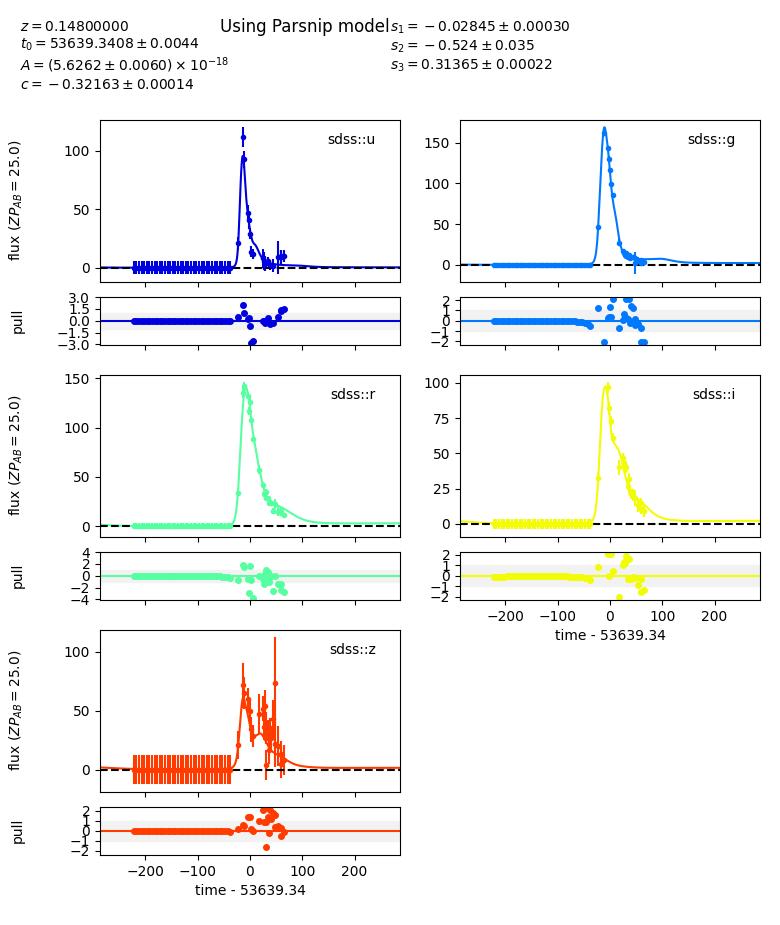 Using Parsnip model
z = 0.14800000
t₀ = 53639.3408 ± 0.0044
A = (5.6262 ± 0.0060) × 10⁻¹⁸
c = −0.32163 ± 0.00014
s₁ = −0.02845 ± 0.00030
s₂ = −0.524 ± 0.035
s₃ = 0.31365 ± 0.00022
sdss::u
flux (ZP_AB = 25.0)
100
50
0
pull
3.0
1.5
0.0
−1.5
−3.0
sdss::g
150
100
50
0
2
1
0
−1
−2
sdss::r
flux (ZP_AB = 25.0)
150
100
50
0
pull
4
2
0
−2
−4
sdss::i
100
75
50
25
0
2
1
0
−1
−2
−200 −100 0 100 200
time - 53639.34
sdss::z
flux (ZP_AB = 25.0)
100
50
0
pull
2
1
0
−1
−2
−200 −100 0 100 200
time - 53639.34